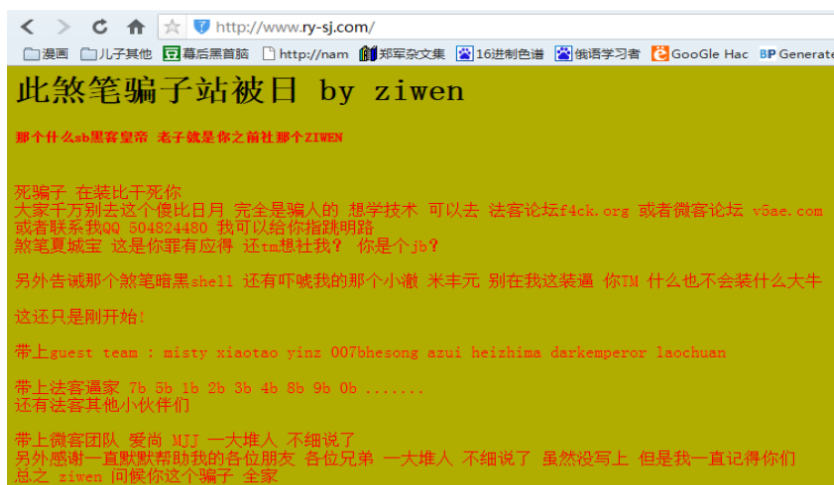 http://www.ry-sj.com/
漫画 儿子其他 幕后黑首脑 http://nam 郑军杂文集 16进制色谱 俄语学习者 GooGle Hac BP Generate
此煞笔骗子站被日 by ziwen
那个什么sb黑客皇帝 老子就是你之前社那个ZIWEN
死骗子 在装比干死你
大家千万别去这个傻比日月 完全是骗人的 想学技术 可以去 法客论坛f4ck.org 或者微客论坛 v5ae.com
或者联系我QQ 504824480 我可以给你指跳明路
煞笔夏城宝 这是你罪有应得 还tm想社我？ 你是个jb？
另外告诫那个煞笔暗黑shell 还有吓唬我的那个小澈 米丰元 别在我这装逼 你TM 什么也不会装什么大牛
这还只是刚开始!
带上guest team : misty xiaotao yinz 007bhesong azui heizhima darkemperor laochuan
带上法客逼家 7b 5b 1b 2b 3b 4b 8b 9b 0b .......
还有法客其他小伙伴们
带上微客团队 爱尚 MJJ 一大堆人 不细说了
另外感谢一直默默帮助我的各位朋友 各位兄弟 一大堆人 不细说了 虽然没写上 但是我一直记得你们
总之 ziwen 问候你这个骗子 全家